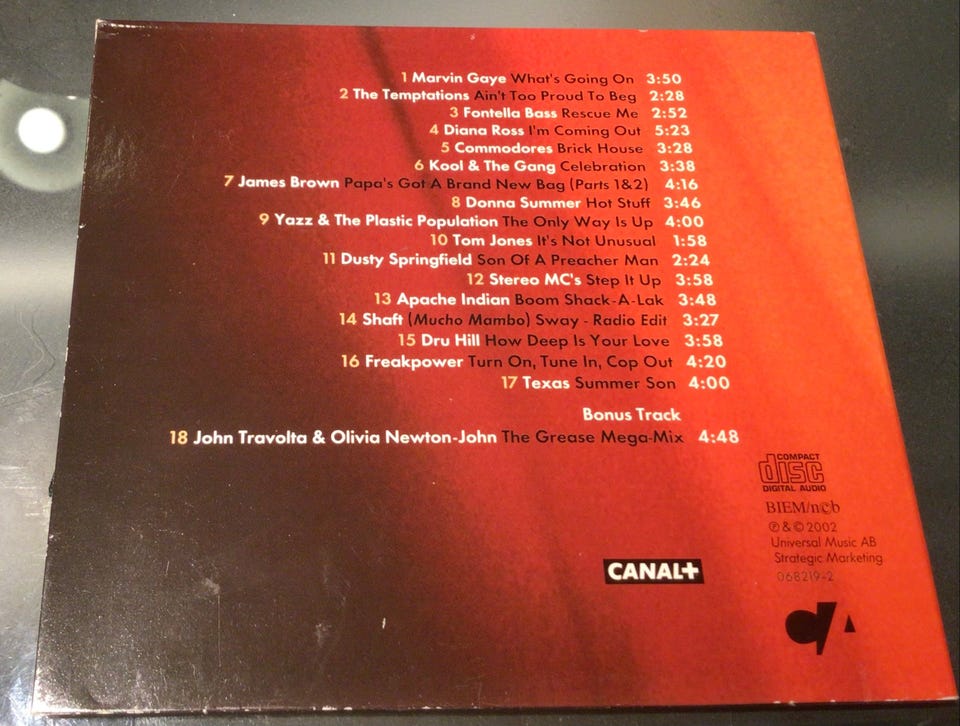 1 Marvin Gaye What's Going On 3:50
2 The Temptations Ain't Too Proud To Beg 2:28
3 Fontella Bass Rescue Me 2:52
4 Diana Ross I'm Coming Out 5:23
5 Commodores Brick House 3:28
6 Kool & The Gang Celebration 3:38
7 James Brown Papa's Got A Brand New Bag (Parts 1&2) 4:16
8 Donna Summer Hot Stuff 3:46
9 Yazz & The Plastic Population The Only Way Is Up 4:00
10 Tom Jones It's Not Unusual 1:58
11 Dusty Springfield Son Of A Preacher Man 2:24
12 Stereo MC's Step It Up 3:58
13 Apache Indian Boom Shack-A-Lak 3:48
14 Shaft (Mucho Mambo) Sway - Radio Edit 3:27
15 Dru Hill How Deep Is Your Love 3:58
16 Freakpower Turn On, Tune In, Cop Out 4:20
17 Texas Summer Son 4:00
Bonus Track
18 John Travolta & Olivia Newton-John The Grease Mega-Mix 4:48
COMPACT
disc
DIGITAL AUDIO
BIEM/n©b
℗ & © 2002
Universal Music AB
Strategic Marketing
068219-2
CANAL+